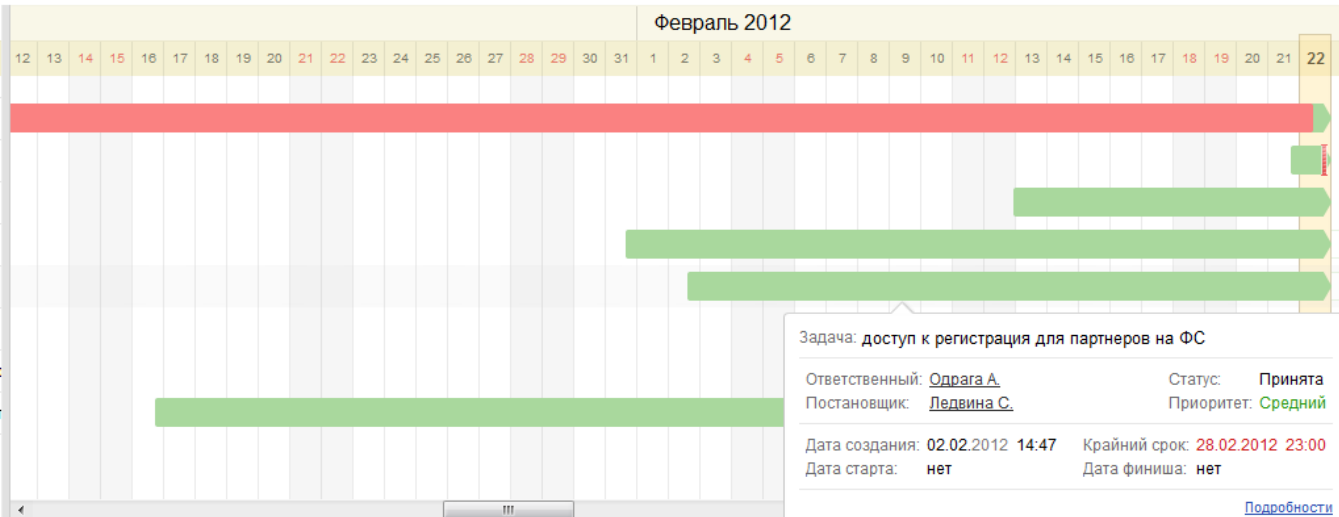 Февраль 2012
12 13 14 15 16 17 18 19 20 21 22 23 24 25 26 27 28 29 30 31 1 2 3 4 5 6 7 8 9 10 11 12 13 14 15 16 17 18 19 20 21 22
Задача: доступ к регистрация для партнеров на ФС
Ответственный: Одрага А. Статус: Принята
Постановщик: Ледвина С. Приоритет: Средний
Дата создания: 02.02.2012 14:47 Крайний срок: 28.02.2012 23:00
Дата старта: нет Дата финиша: нет
Подробности